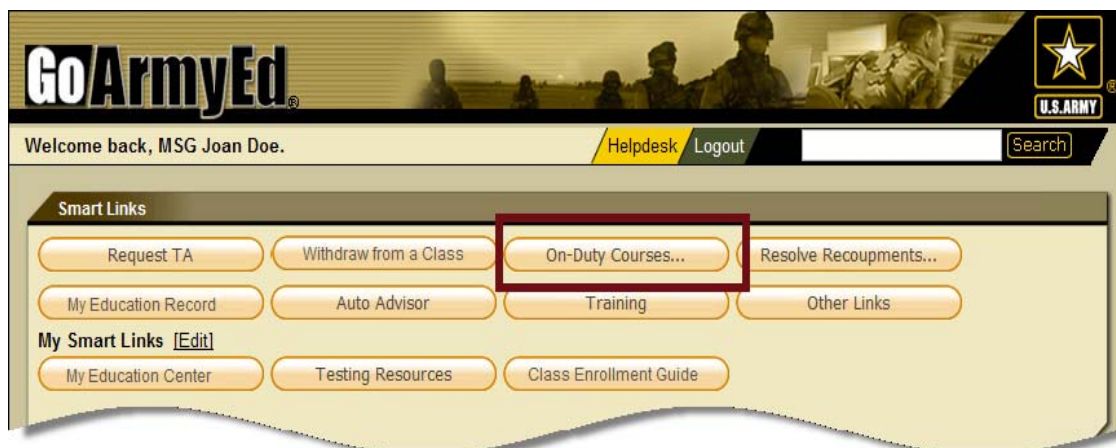 GoArmyEd®
U.S.ARMY ®
Welcome back, MSG Joan Doe. Helpdesk Logout Search
Smart Links
Request TA Withdraw from a Class On-Duty Courses... Resolve Recoupments...
My Education Record Auto Advisor Training Other Links
My Smart Links [Edit]
My Education Center Testing Resources Class Enrollment Guide